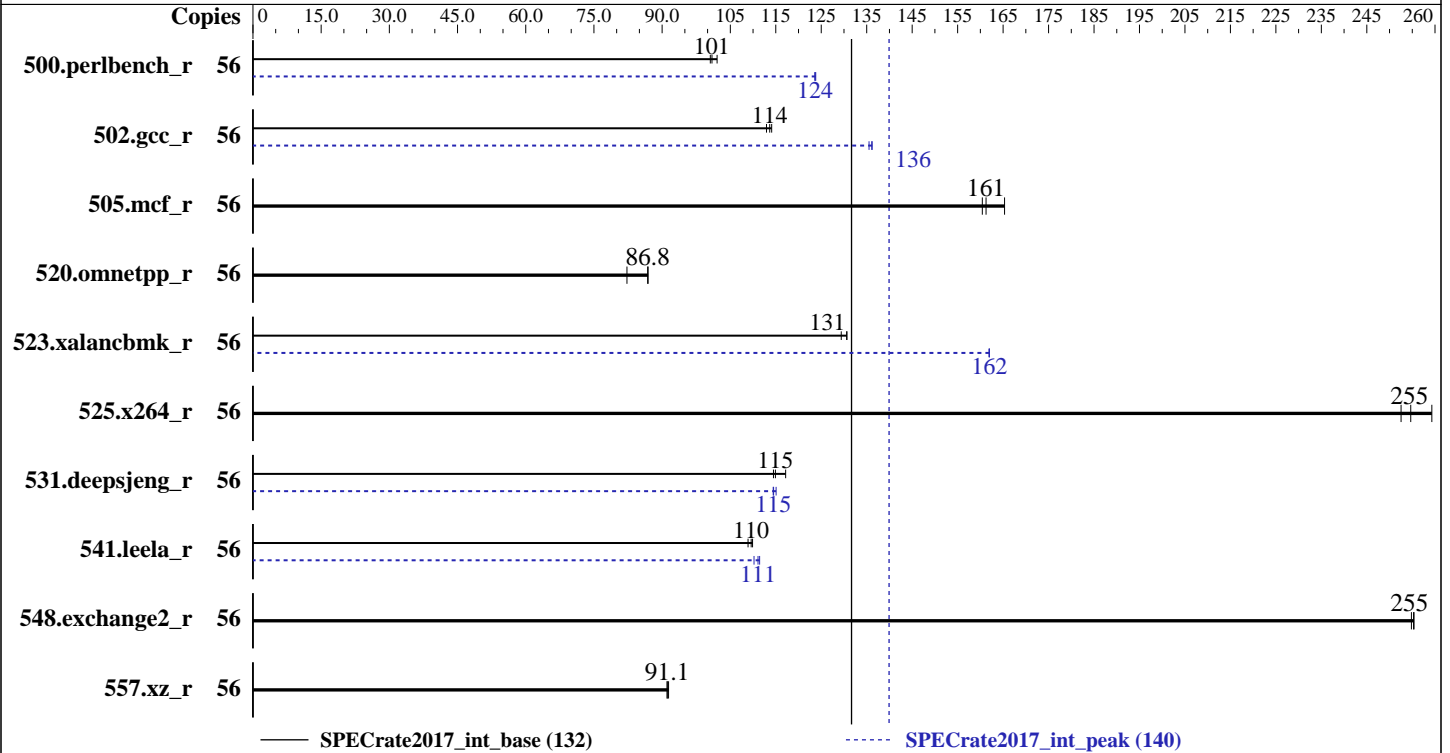 Copies 0 15.0 30.0 45.0 60.0 75.0 90.0 105 115 125 135 145 155 165 175 185 195 205 215 225 235 245 260
500.perlbench_r 56 101
124
502.gcc_r 56 114
136
505.mcf_r 56 161
520.omnetpp_r 56 86.8
523.xalancbmk_r 56 131
162
525.x264_r 56 255
531.deepsjeng_r 56 115
115
541.leela_r 56 110
111
548.exchange2_r 56 255
557.xz_r 56 91.1
SPECrate2017_int_base (132) SPECrate2017_int_peak (140)